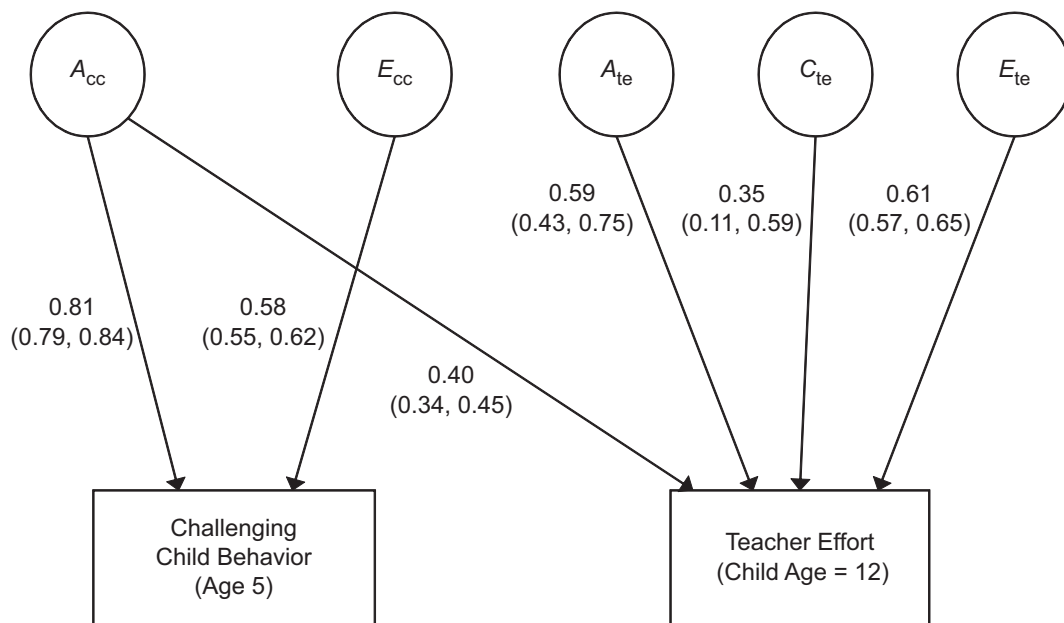 Acc
Ecc
Ate
Cte
Ete
0.59
(0.43, 0.75)
0.35
(0.11, 0.59)
0.61
(0.57, 0.65)
0.81
(0.79, 0.84)
0.58
(0.55, 0.62)
0.40
(0.34, 0.45)
Challenging
Child Behavior
(Age 5)
Teacher Effort
(Child Age = 12)